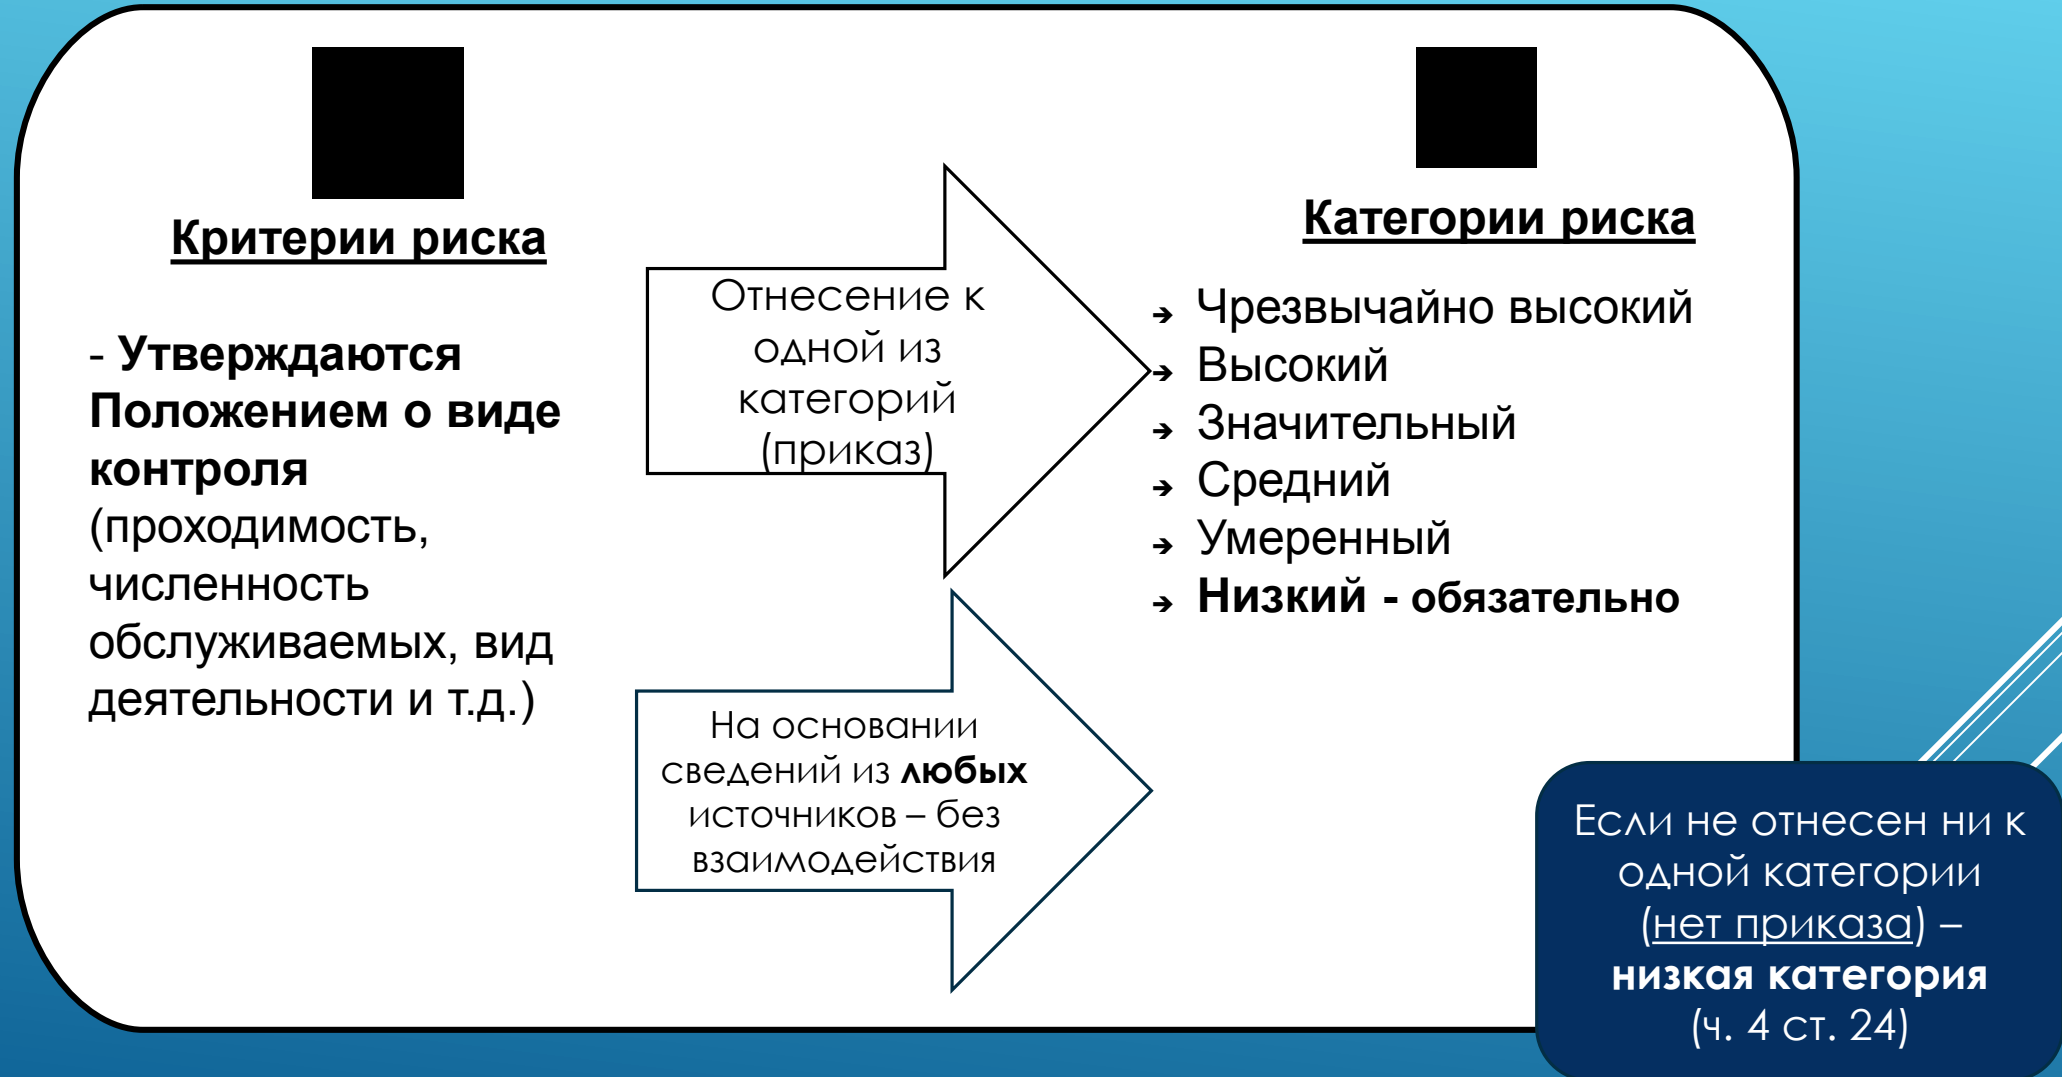 Критерии риска
- Утверждаются
Положением о виде
контроля
(проходимость,
численность
обслуживаемых, вид
деятельности и т.д.)
Отнесение к
одной из
категорий
(приказ)
На основании
сведений из любых
источников – без
взаимодействия
Категории риска
➔ Чрезвычайно высокий
➔ Высокий
➔ Значительный
➔ Средний
➔ Умеренный
➔ Низкий - обязательно
Если не отнесен ни к
одной категории
(нет приказа) –
низкая категория
(ч. 4 ст. 24)